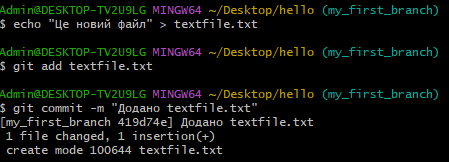 Admin@DESKTOP-TV2U9LG MINGW64 ~/Desktop/hello (my_first_branch)
$ echo "Це новий файл" > textfile.txt
Admin@DESKTOP-TV2U9LG MINGW64 ~/Desktop/hello (my_first_branch)
$ git add textfile.txt
Admin@DESKTOP-TV2U9LG MINGW64 ~/Desktop/hello (my_first_branch)
$ git commit -m "Додано textfile.txt"
[my_first_branch 419d74e] Додано textfile.txt
1 file changed, 1 insertion(+)
create mode 100644 textfile.txt